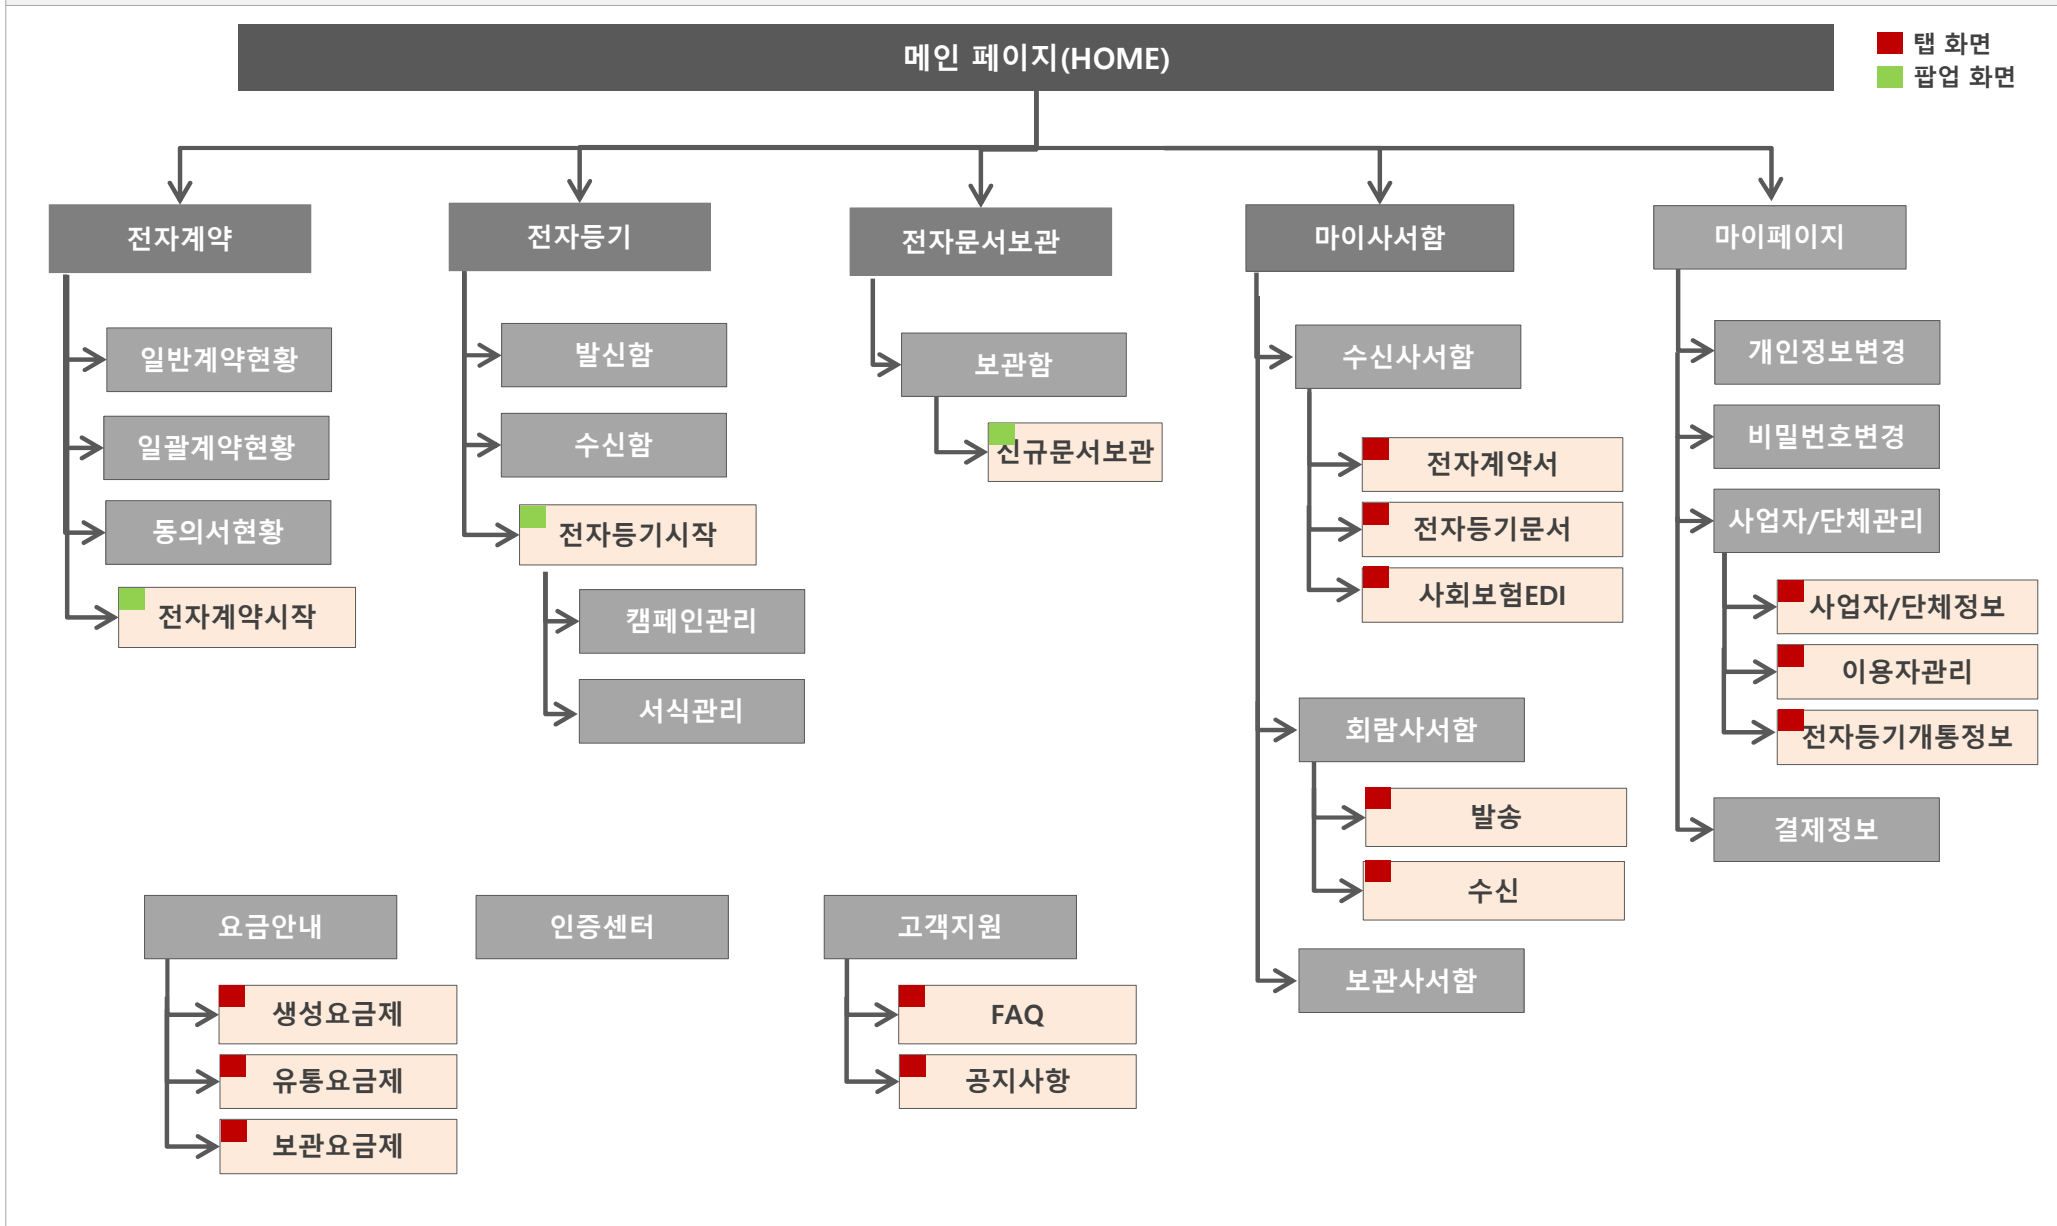 메인 페이지(HOME)
탭 화면
팝업 화면
전자계약
일반계약현황
일괄계약현황
동의서현황
전자계약시작
전자등기
발신함
수신함
전자등기시작
캠페인관리
서식관리
전자문서보관
보관함
신규문서보관
마이사서함
수신사서함
전자계약서
전자등기문서
사회보험EDI
회람사서함
발송
수신
보관사서함
마이페이지
개인정보변경
비밀번호변경
사업자/단체관리
사업자/단체정보
이용자관리
전자등기개통정보
결제정보
요금안내
생성요금제
유통요금제
보관요금제
인증센터
고객지원
FAQ
공지사항